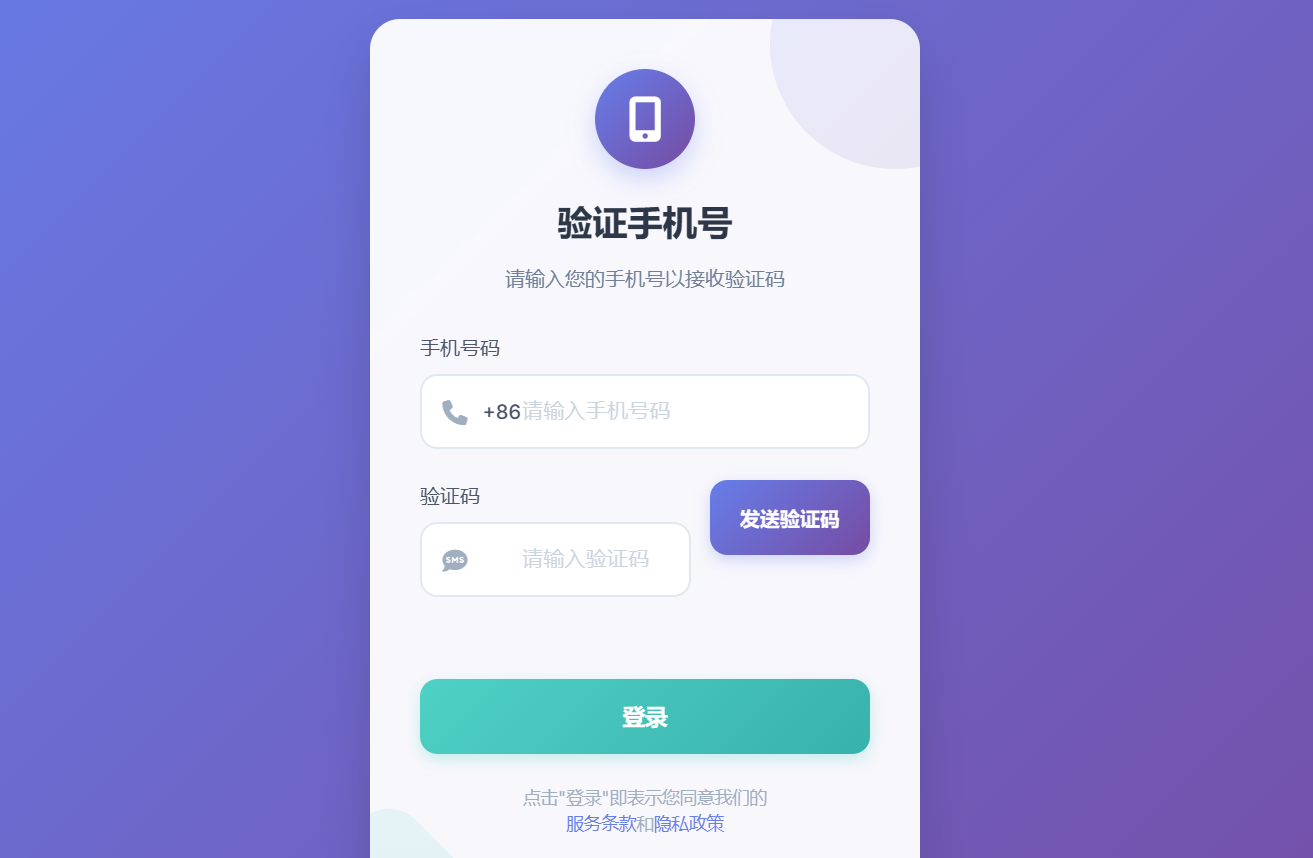 验证手机号
请输入您的手机号以接收验证码
手机号码
+86请输入手机号码
验证码
发送验证码
SMS 请输入验证码
登录
点击"登录"即表示您同意我们的
服务条款和隐私政策